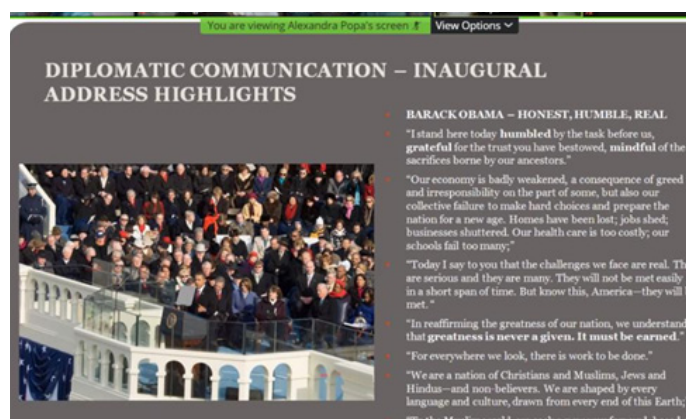 You are viewing Alexandra Popa's screen
View Options
DIPLOMATIC COMMUNICATION – INAUGURAL
ADDRESS HIGHLIGHTS
BARACK OBAMA – HONEST, HUMBLE, REAL
"I stand here today humbled by the task before us,
grateful for the trust you have bestowed, mindful of the
sacrifices borne by our ancestors."
"Our economy is badly weakened, a consequence of greed
and irresponsibility on the part of some, but also our
collective failure to make hard choices and prepare the
nation for a new age. Homes have been lost; jobs shed;
businesses shuttered. Our health care is too costly; our
schools fail too many;"
"Today I say to you that the challenges we face are real. Th
are serious and they are many. They will not be met easily
in a short span of time. But know this, America—they will
met."
"In reaffirming the greatness of our nation, we understand
that greatness is never a given. It must be earned."
"For everywhere we look, there is work to be done."
"We are a nation of Christians and Muslims, Jews and
Hindus—and non-believers. We are shaped by every
language and culture, drawn from every end of this Earth;